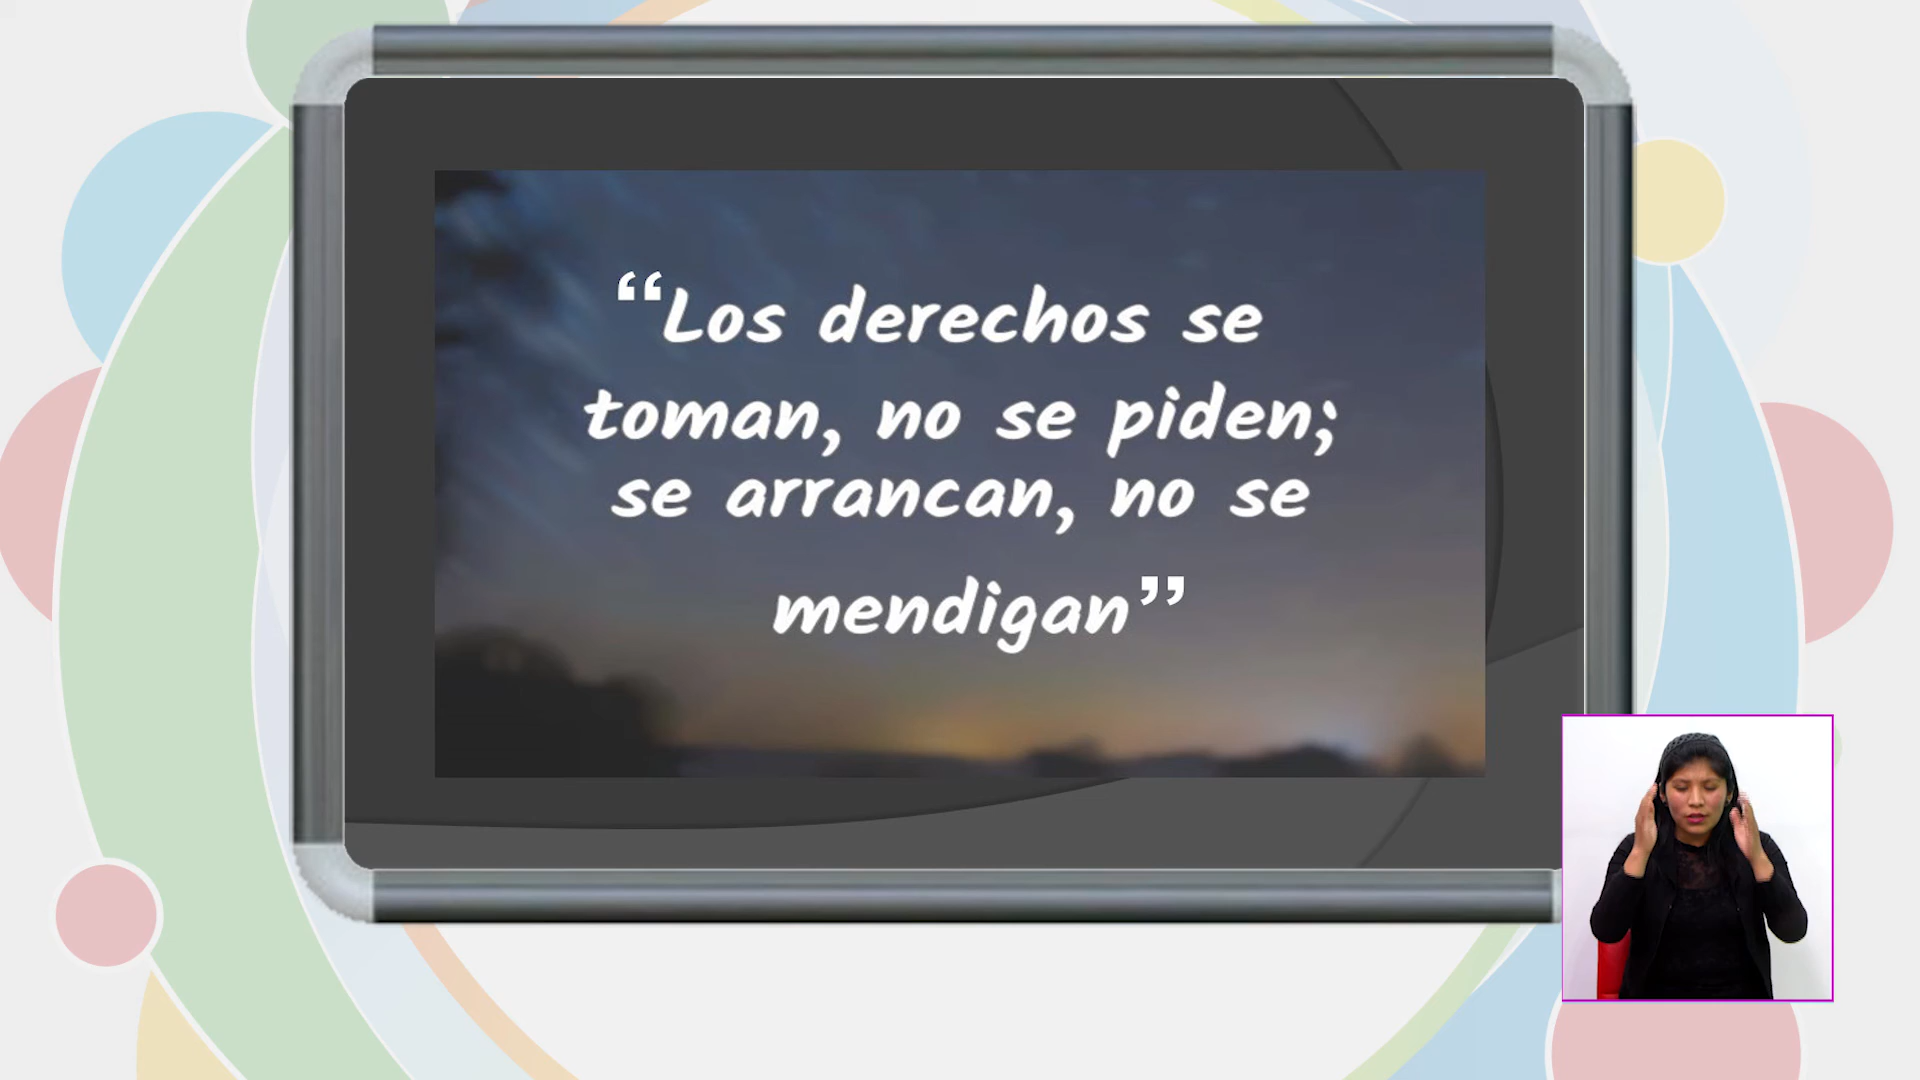 “Los derechos se
toman, no se piden;
se arrancan, no se
mendigan”